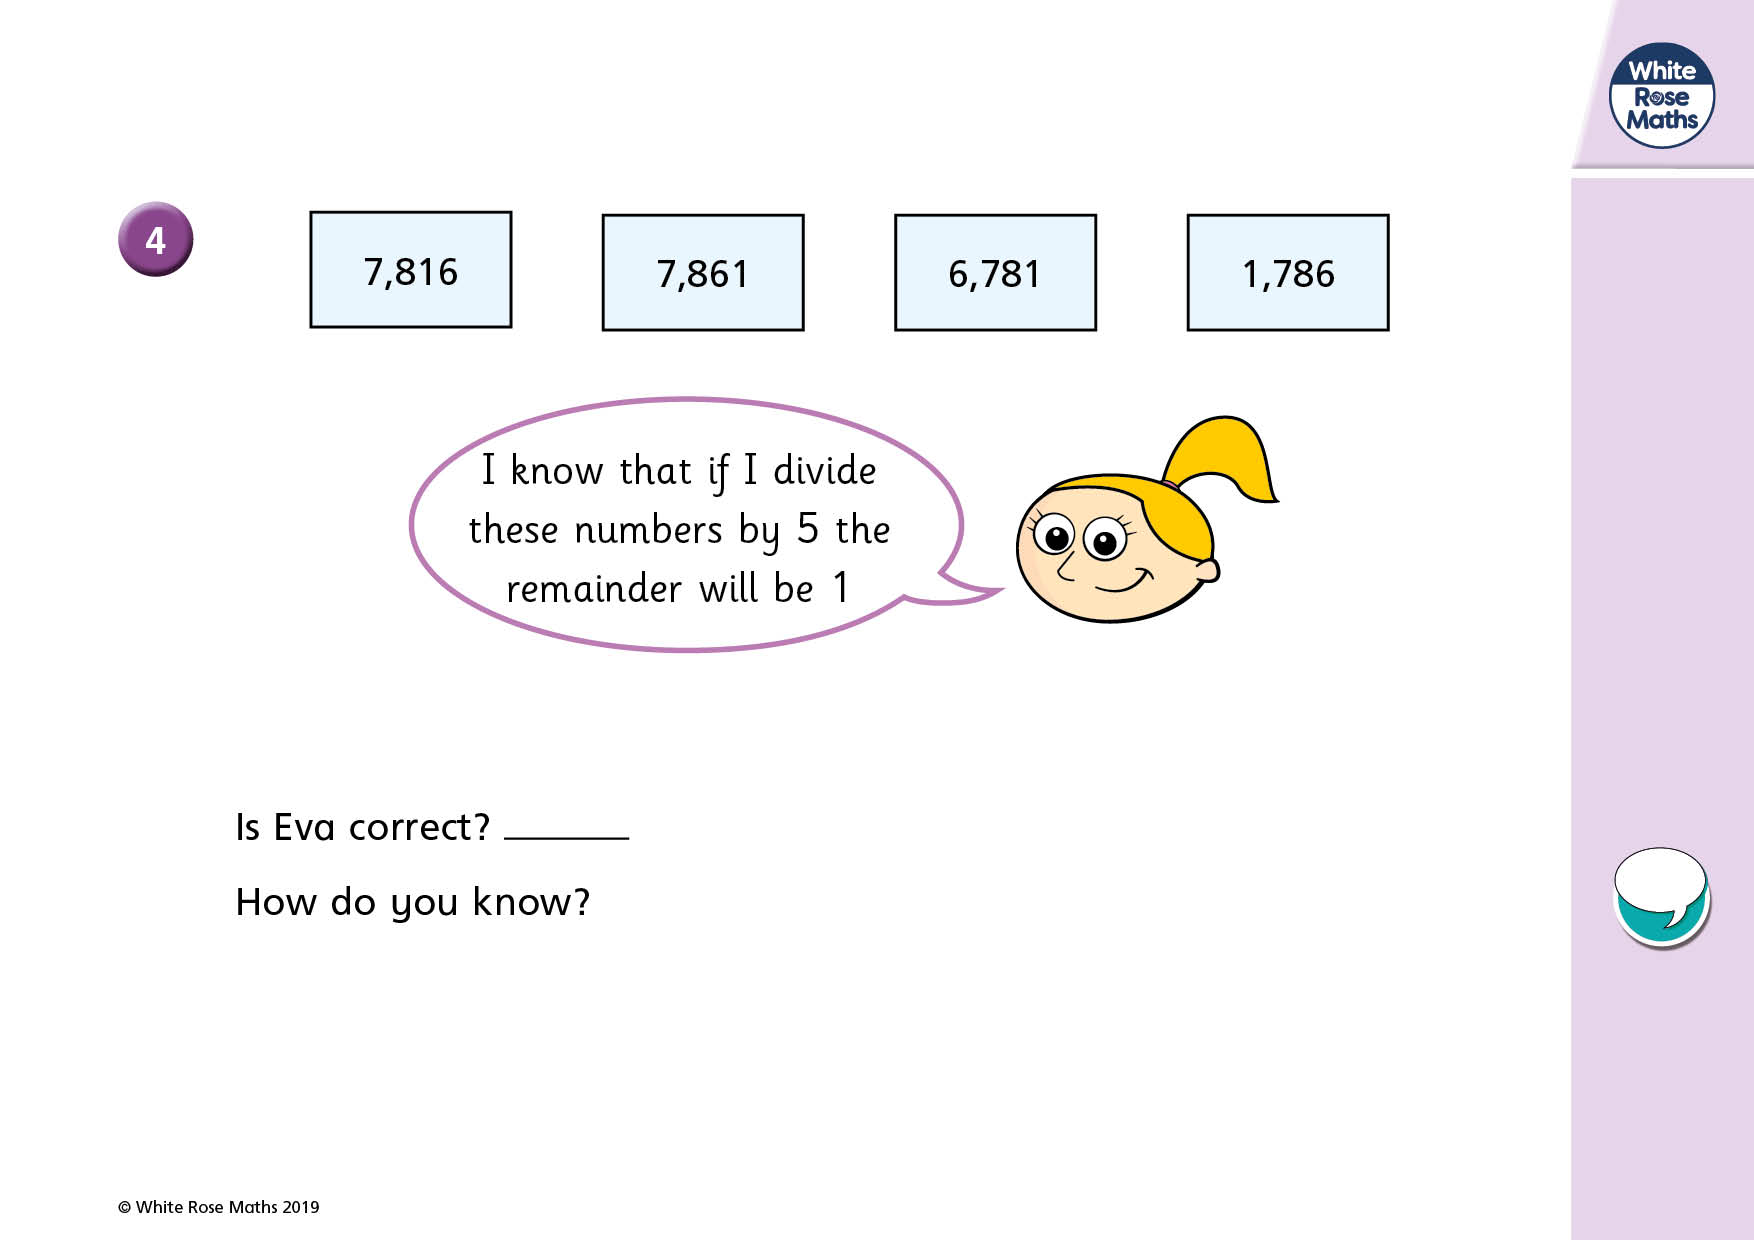 White
Rose
Maths
4
7,816
7,861
6,781
1,786
I know that if I divide
these numbers by 5 the
remainder will be 1
Is Eva correct? ______
How do you know?
© White Rose Maths 2019